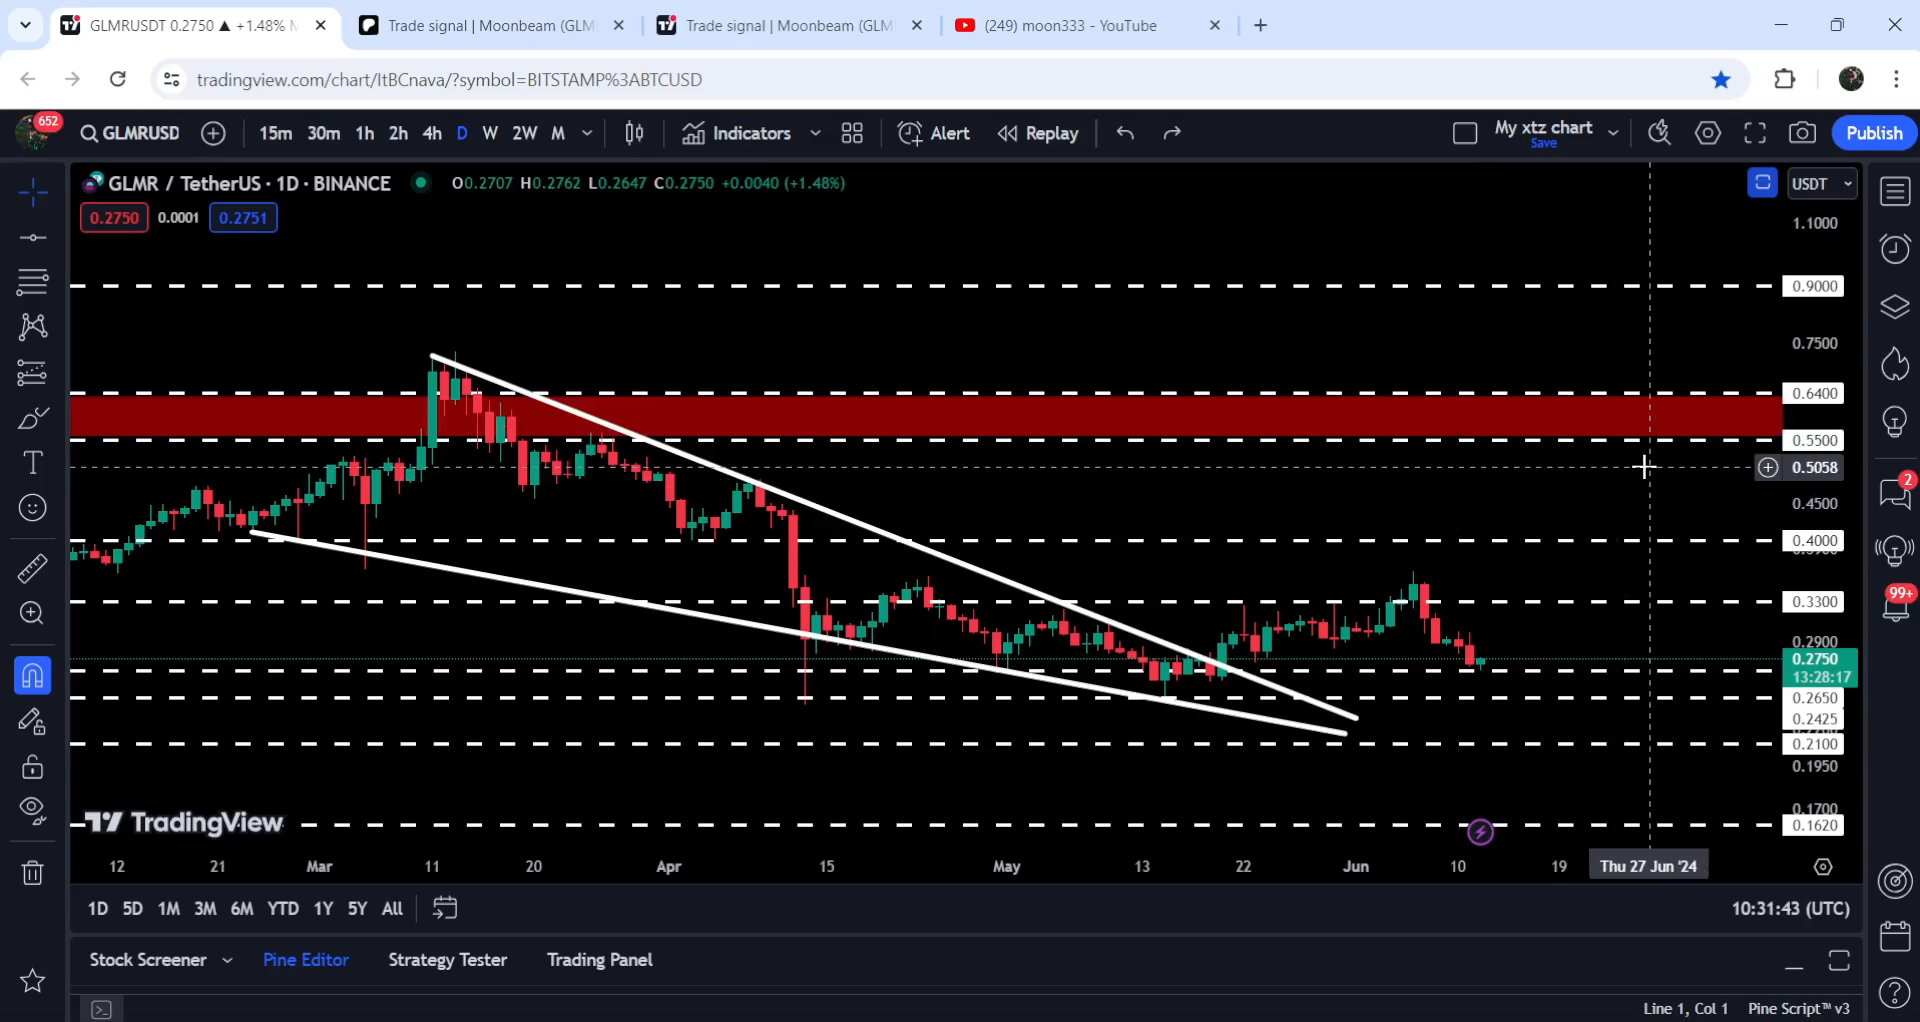 GLMRUSDT 0.2750 ▲ +1.48%
Trade signal | Moonbeam (GLM
Trade signal | Moonbeam (GLM
(249) moon333 - YouTube
tradingview.com/chart/ItBCnava/?symbol=BITSTAMP%3ABTCUSD
652
GLMRUSD
15m 30m 1h 2h 4h D W 2W M
Indicators
Alert
Replay
My xtz chart
Save
Publish
GLMR / TetherUS · 1D · BINANCE
O0.2707 H0.2762 L0.2647 C0.2750 +0.0040 (+1.48%)
USDT
0.2750 0.0001 0.2751
1.1000
0.9000
0.7500
0.6400
0.5500
0.5058
0.4500
0.4000
0.3300
0.2900
0.2750
13:28:17
0.2650
0.2425
0.2100
0.1950
0.1700
0.1620
2
99+
TradingView
12 21 Mar 11 20 Apr 15 May 13 22 Jun 10 19 Thu 27 Jun '24
1D 5D 1M 3M 6M YTD 1Y 5Y All
10:31:43 (UTC)
Stock Screener Pine Editor Strategy Tester Trading Panel
Line 1, Col 1 Pine Script™ v3